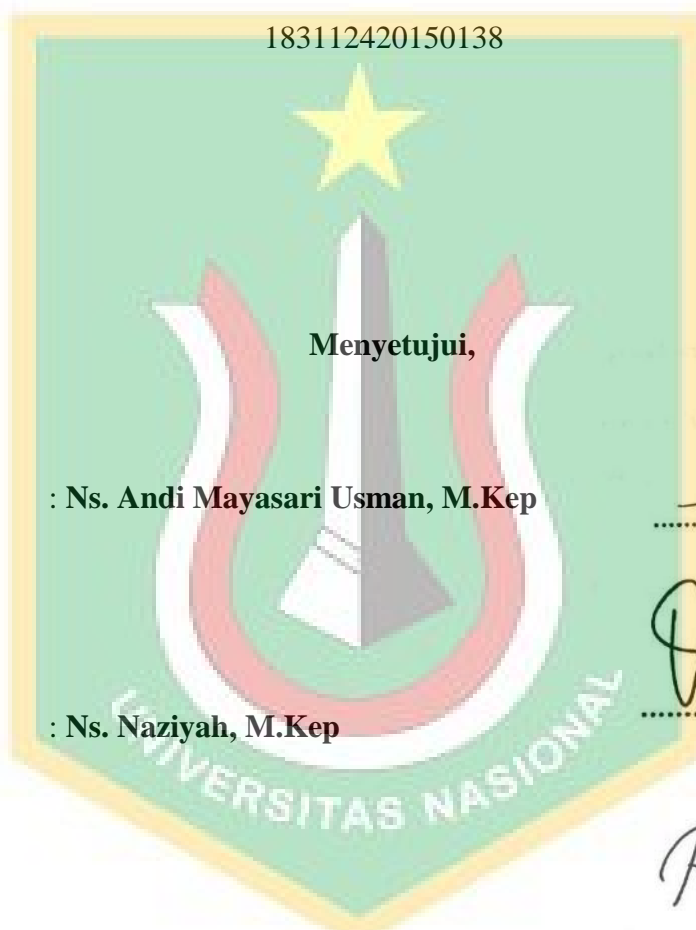 183112420150138
Menyetujui,
: Ns. Andi Mayasari Usman, M.Kep
: Ns. Naziyah, M.Kep
UNIVERSITAS NASIONAL